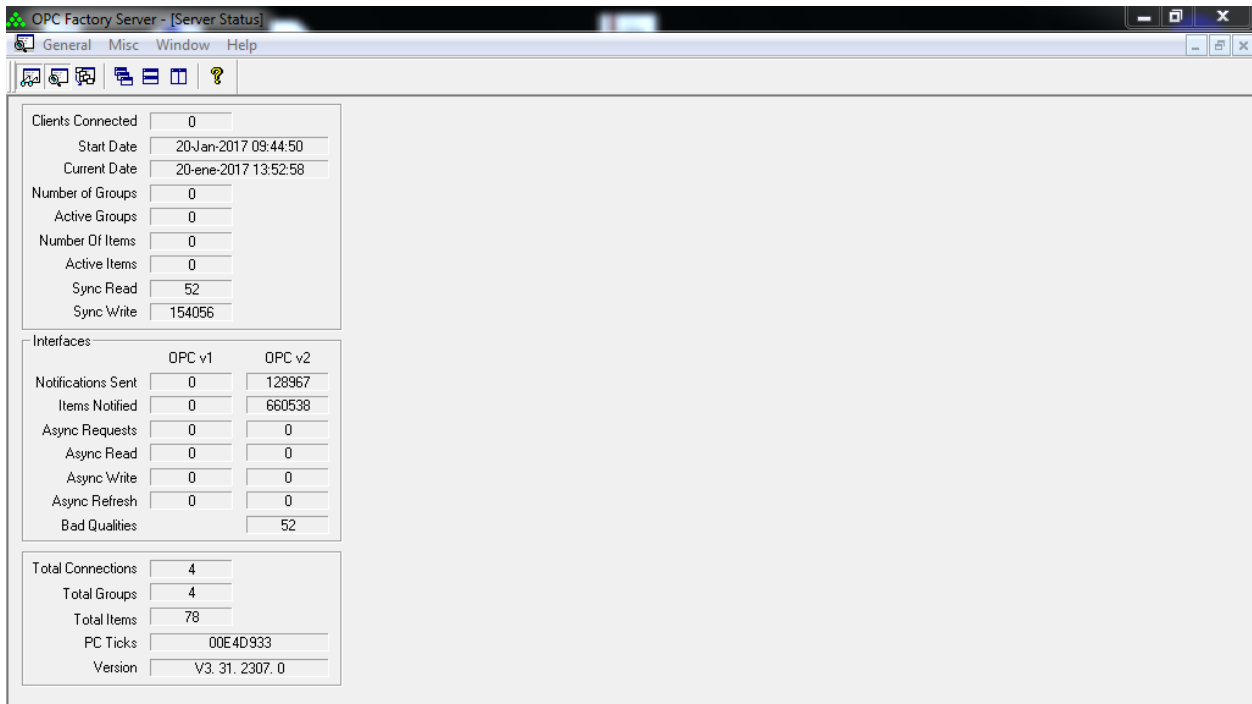 OPC Factory Server - [Server Status]
General Misc Window Help
Clients Connected 0
Start Date 20-Jan-2017 09:44:50
Current Date 20-ene-2017 13:52:58
Number of Groups 0
Active Groups 0
Number Of Items 0
Active Items 0
Sync Read 52
Sync Write 154056
Interfaces
OPC v1 OPC v2
Notifications Sent 0 128967
Items Notified 0 660538
Async Requests 0 0
Async Read 0 0
Async Write 0 0
Async Refresh 0 0
Bad Qualities 52
Total Connections 4
Total Groups 4
Total Items 78
PC Ticks 00E4D933
Version V3. 31. 2307. 0